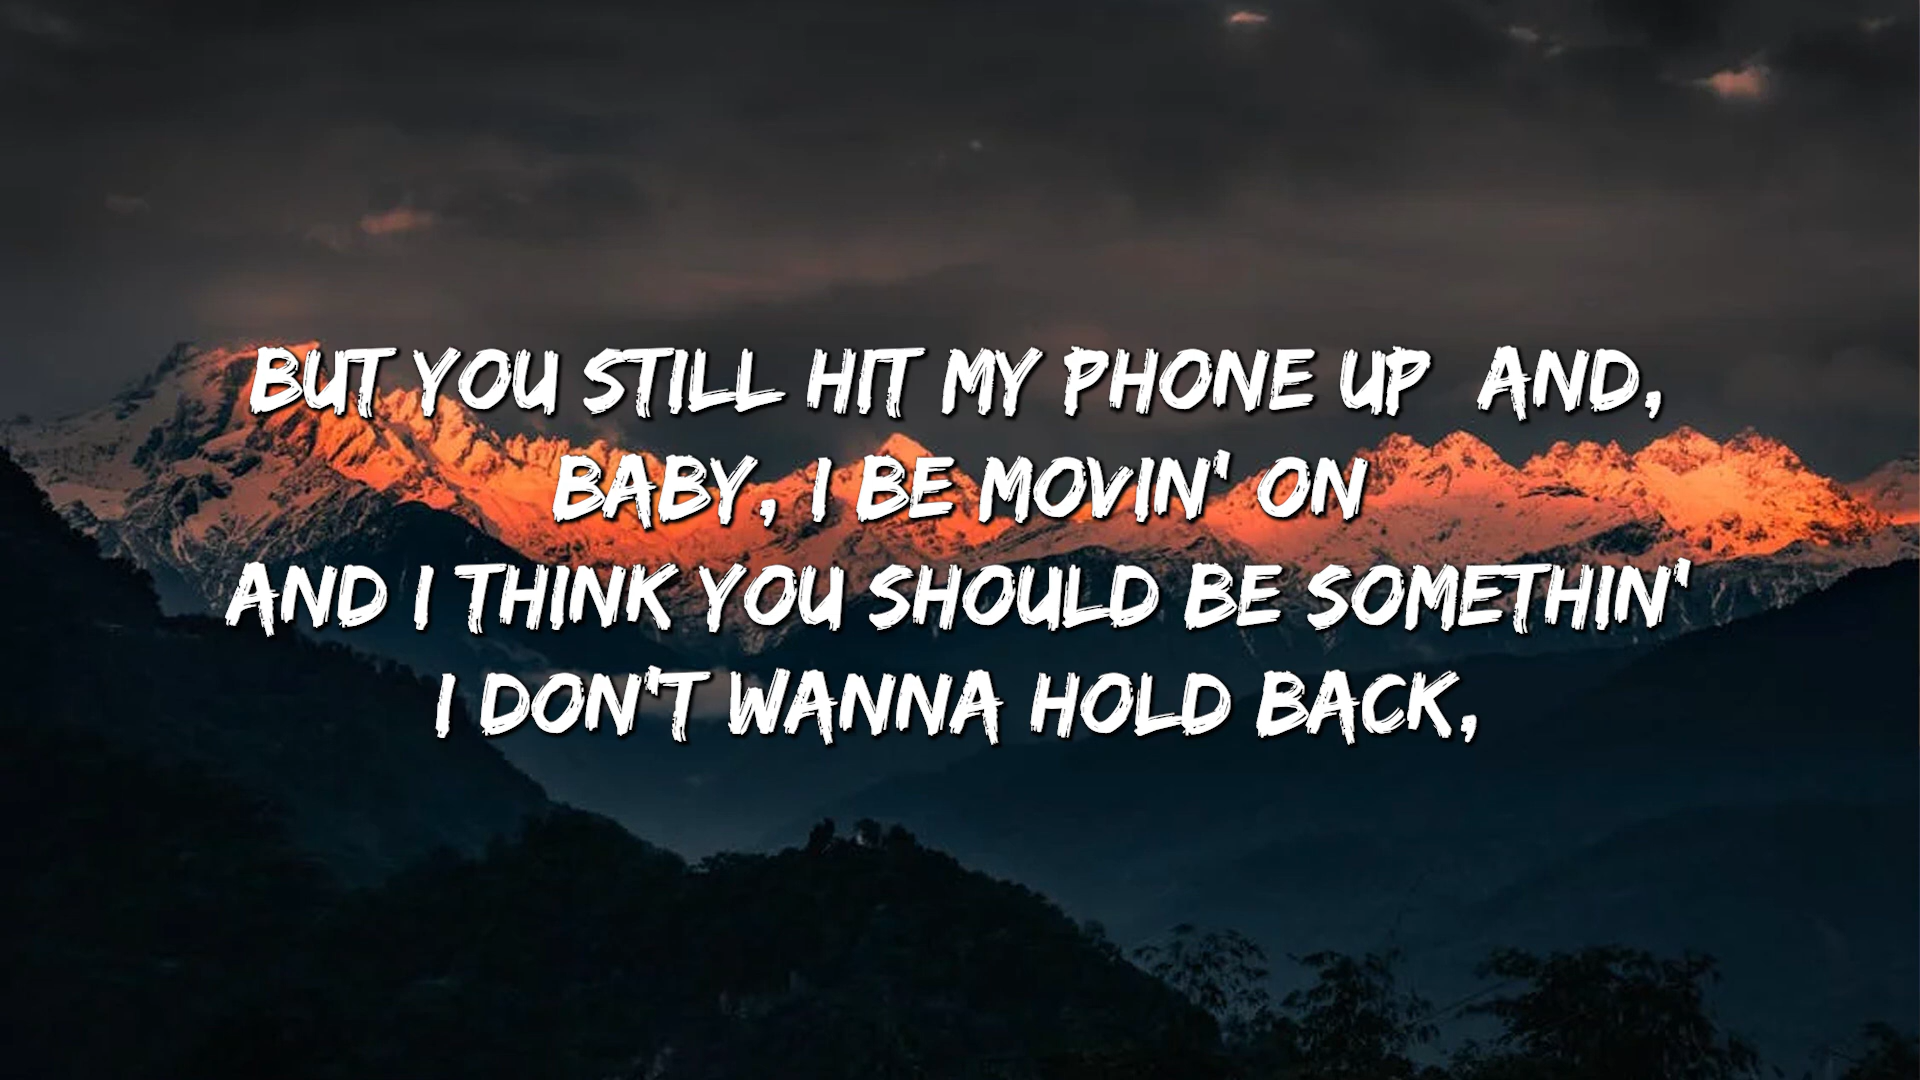 BUT YOU STILL HIT MY PHONE UP AND,
BABY, I BE MOVIN' ON
AND I THINK YOU SHOULD BE SOMETHIN'
I DON'T WANNA HOLD BACK,